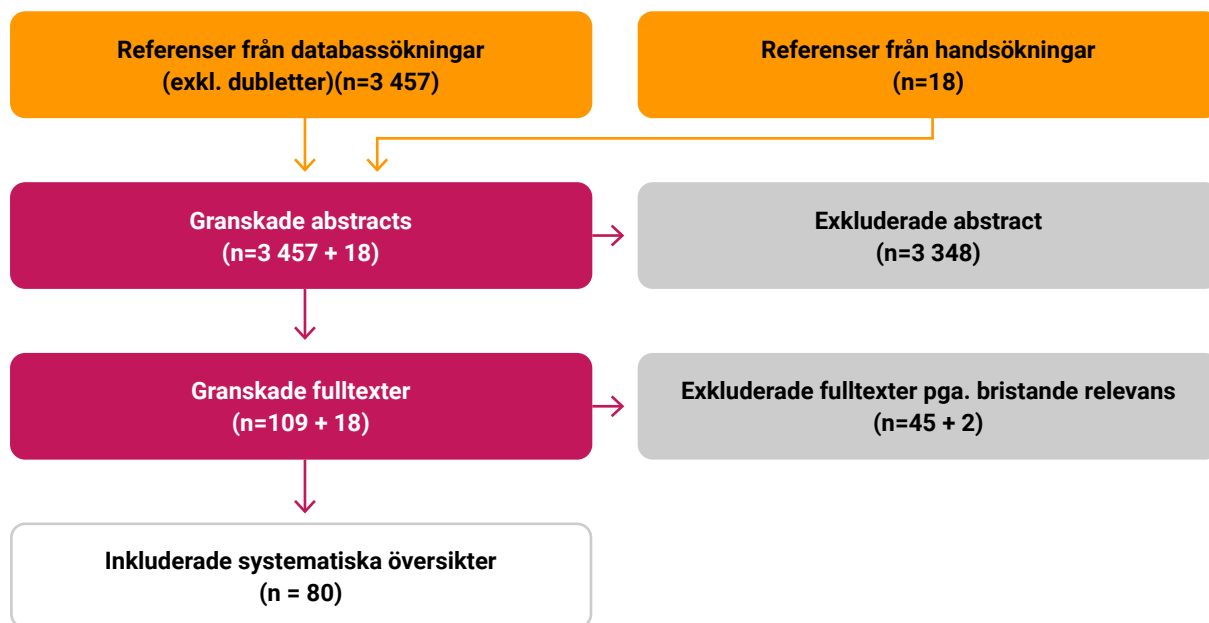 Referenser från databassökningar
(exkl. dubletter)(n=3 457)
Referenser från handsökningar
(n=18)
Granskade abstracts
(n=3 457 + 18)
Exkluderade abstract
(n=3 348)
Granskade fulltexter
(n=109 + 18)
Exkluderade fulltexter pga. bristande relevans
(n=45 + 2)
Inkluderade systematiska översikter
(n = 80)